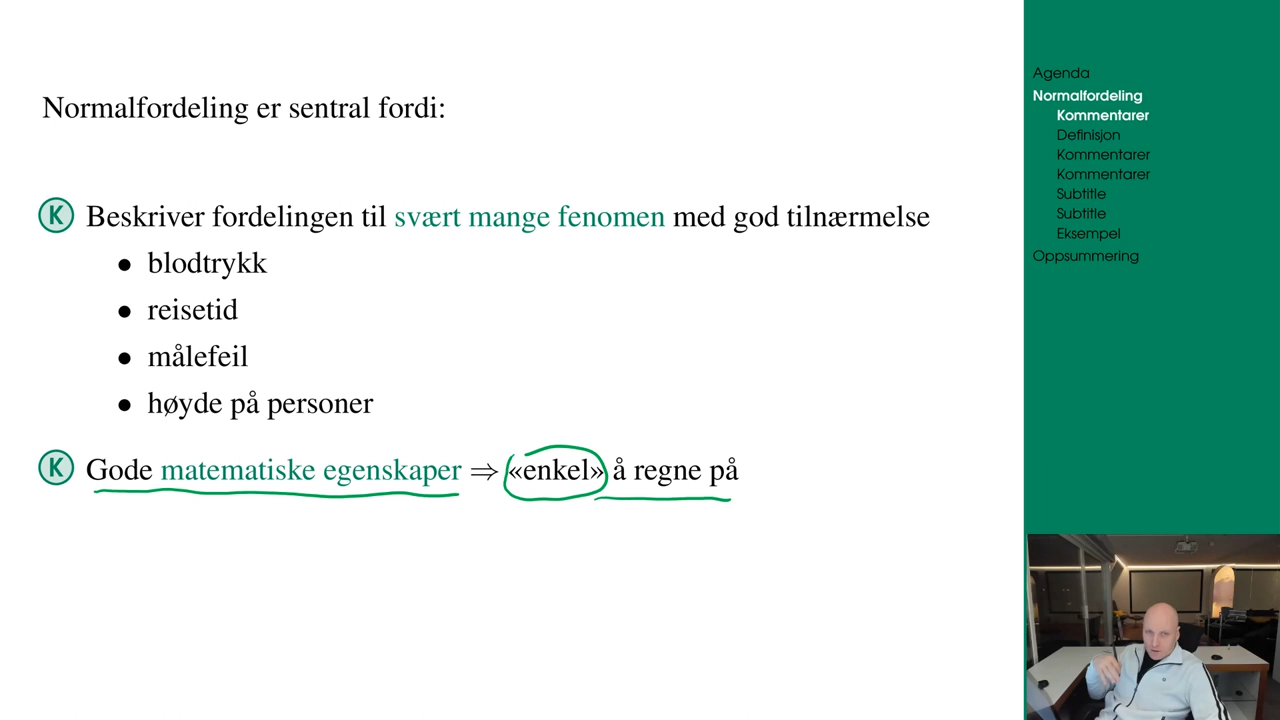 Normalfordeling er sentral fordi:
K Beskriver fordelingen til svært mange fenomen med god tilnærmelse
• blodtrykk
• reisetid
• målefeil
• høyde på personer
K Gode matematiske egenskaper ⇒ «enkel» å regne på
Agenda
Normalfordeling
Kommentarer
Definisjon
Kommentarer
Kommentarer
Subtitle
Subtitle
Eksempel
Oppsummering